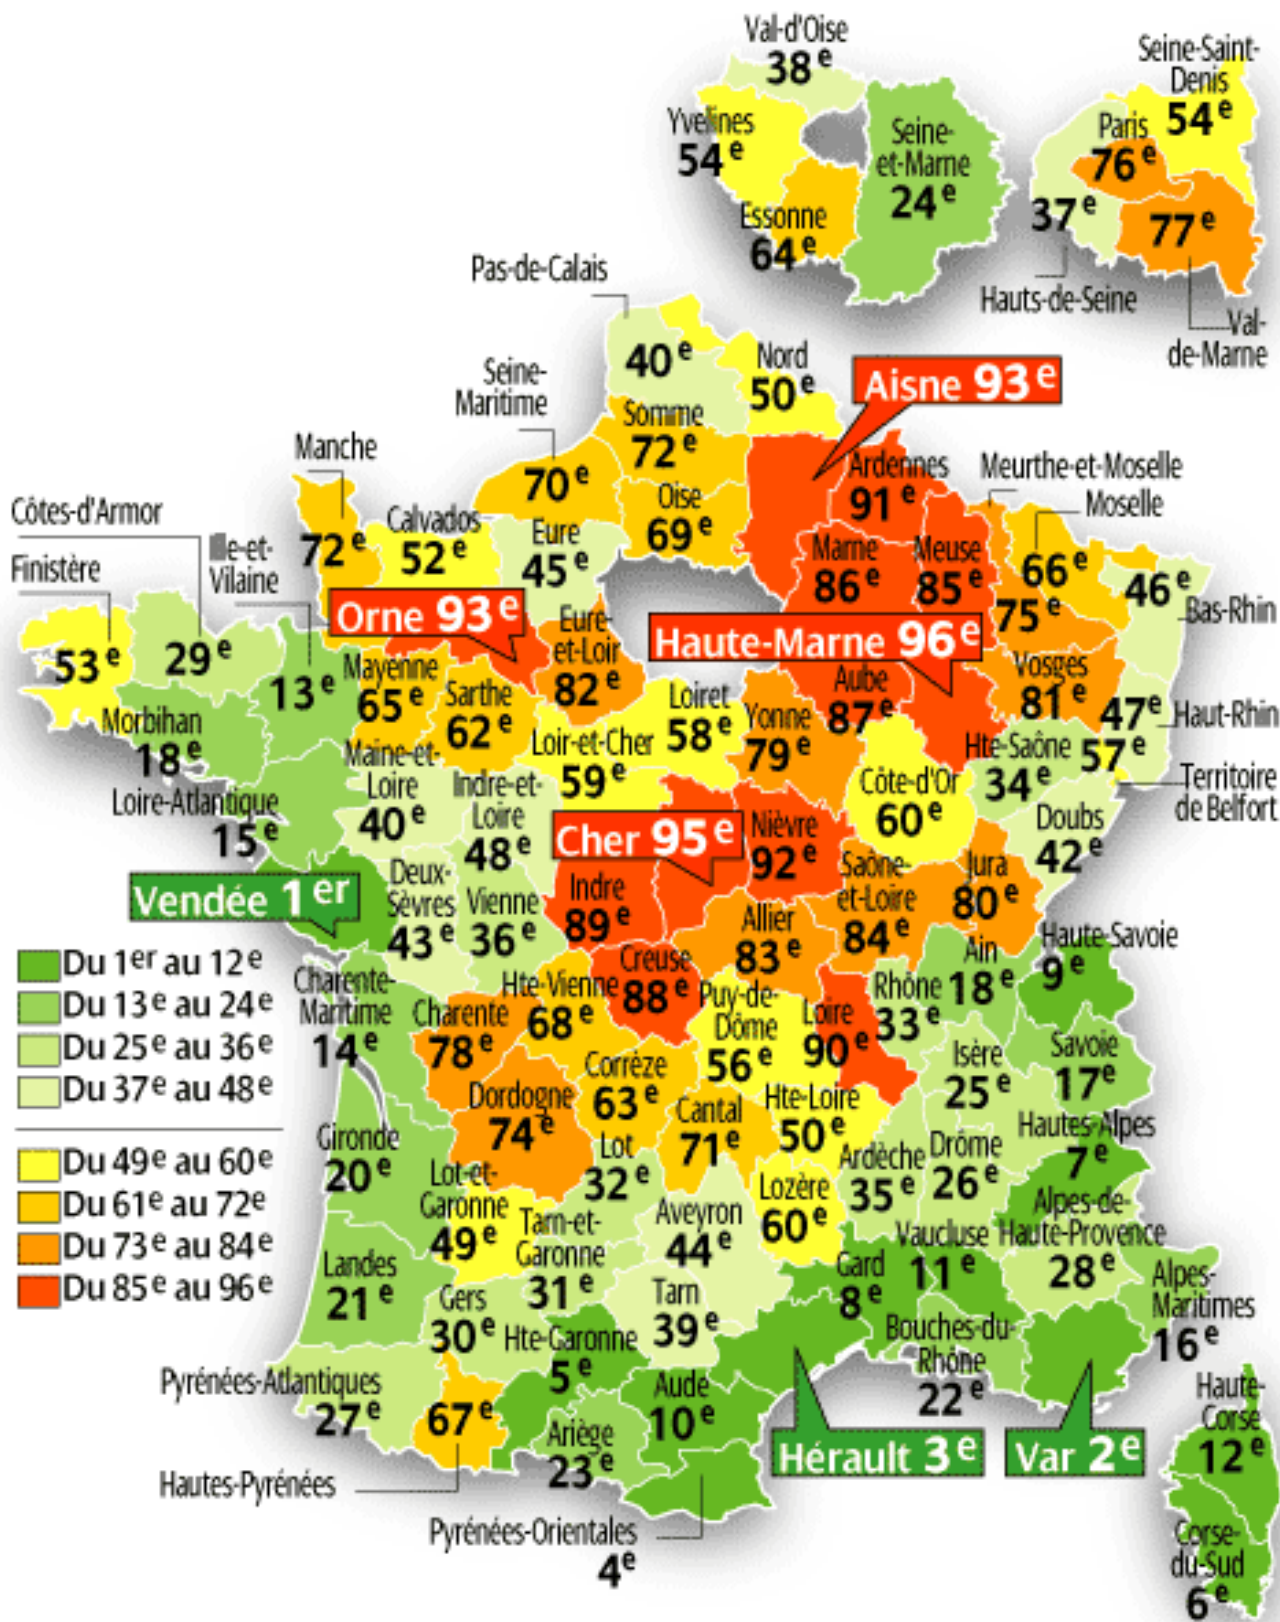 Val-d'Oise
38e
Yvelines
54e
Essonne
64e
Seine-
et-Marne
24e
Seine-Saint-
Denis
54e
Paris
76e
37e
Hauts-de-Seine
77e
Val-
de-Marne
Pas-de-Calais
40e
Nord
50e
Aisne 93e
Seine-
Maritime
70e
Somme
72e
Oise
69e
Ardennes
91e
Meurthe-et-Moselle
75e
Moselle
66e
Manche
72e
Calvados
52e
Eure
45e
Marne
86e
Meuse
85e
46e
Bas-Rhin
Côtes-d'Armor
29e
Finistère
53e
Ille-et-
Vilaine
13e
Orne 93e
Eure-
et-Loir
82e
Haute-Marne 96e
Aube
87e
Vosges
81e
47e
Haut-Rhin
Mayenne
65e
Sarthe
62e
Loiret
58e
Yonne
79e
Morbihan
18e
Loir-et-Cher
59e
Hte-Saône
34e
57e
Territoire
de Belfort
Maine-et-
Loire
40e
Indre-et-
Loire
48e
Côte-d'Or
60e
Loire-Atlantique
15e
Cher 95e
Nièvre
92e
Doubs
42e
Vendée 1er
Deux-
Sèvres
43e
Vienne
36e
Indre
89e
Allier
83e
Saône-
et-Loire
84e
Jura
80e
Du 1er au 12e
Du 13e au 24e
Du 25e au 36e
Du 37e au 48e
Du 49e au 60e
Du 61e au 72e
Du 73e au 84e
Du 85e au 96e
Charente-
Maritime
14e
Charente
78e
Hte-Vienne
68e
Creuse
88e
Puy-de-
Dôme
56e
Loire
90e
Rhône
33e
Ain
18e
Haute-Savoie
9e
Isère
25e
Savoie
17e
Dordogne
74e
Corrèze
63e
Cantal
71e
Hte-Loire
50e
Gironde
20e
Lot-et-
Garonne
49e
Lot
32e
Lozère
60e
Ardèche
35e
Drôme
26e
Hautes-Alpes
7e
Landes
21e
Tarn-et-
Garonne
31e
Aveyron
44e
Gard
8e
Vaucluse
11e
Alpes-de-
Haute-Provence
28e
Alpes-
Maritimes
16e
Gers
30e
Hte-Garonne
5e
Tarn
39e
Bouches-du-
Rhône
22e
Pyrénées-Atlantiques
27e
67e
Hautes-Pyrénées
Ariège
23e
Aude
10e
Hérault 3e
Var 2e
Pyrénées-Orientales
4e
Haute-
Corse
12e
Corse-
du-Sud
6e